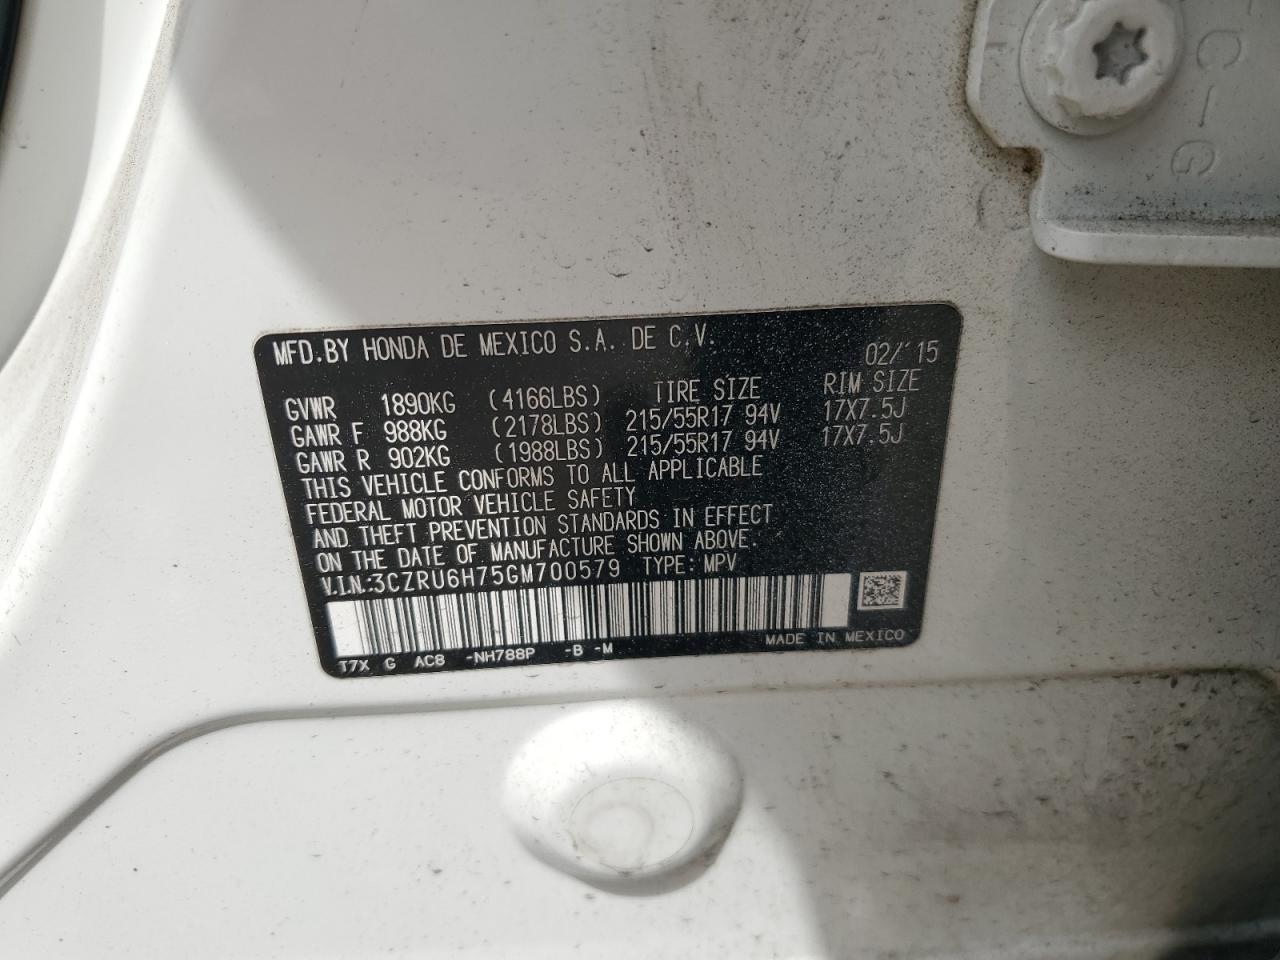 C-G
MFD.BY HONDA DE MEXICO S.A. DE C.V. 02/'15
GVWR 1890KG (4166LBS) TIRE SIZE RIM SIZE
GAWR F 988KG (2178LBS) 215/55R17 94V 17X7.5J
GAWR R 902KG (1988LBS) 215/55R17 94V 17X7.5J
THIS VEHICLE CONFORMS TO ALL APPLICABLE
FEDERAL MOTOR VEHICLE SAFETY
AND THEFT PREVENTION STANDARDS IN EFFECT
ON THE DATE OF MANUFACTURE SHOWN ABOVE.
V.I.N.:3CZRU6H75GM700579 TYPE: MPV
T7X G AC8 -NH788P -B -M MADE IN MEXICO